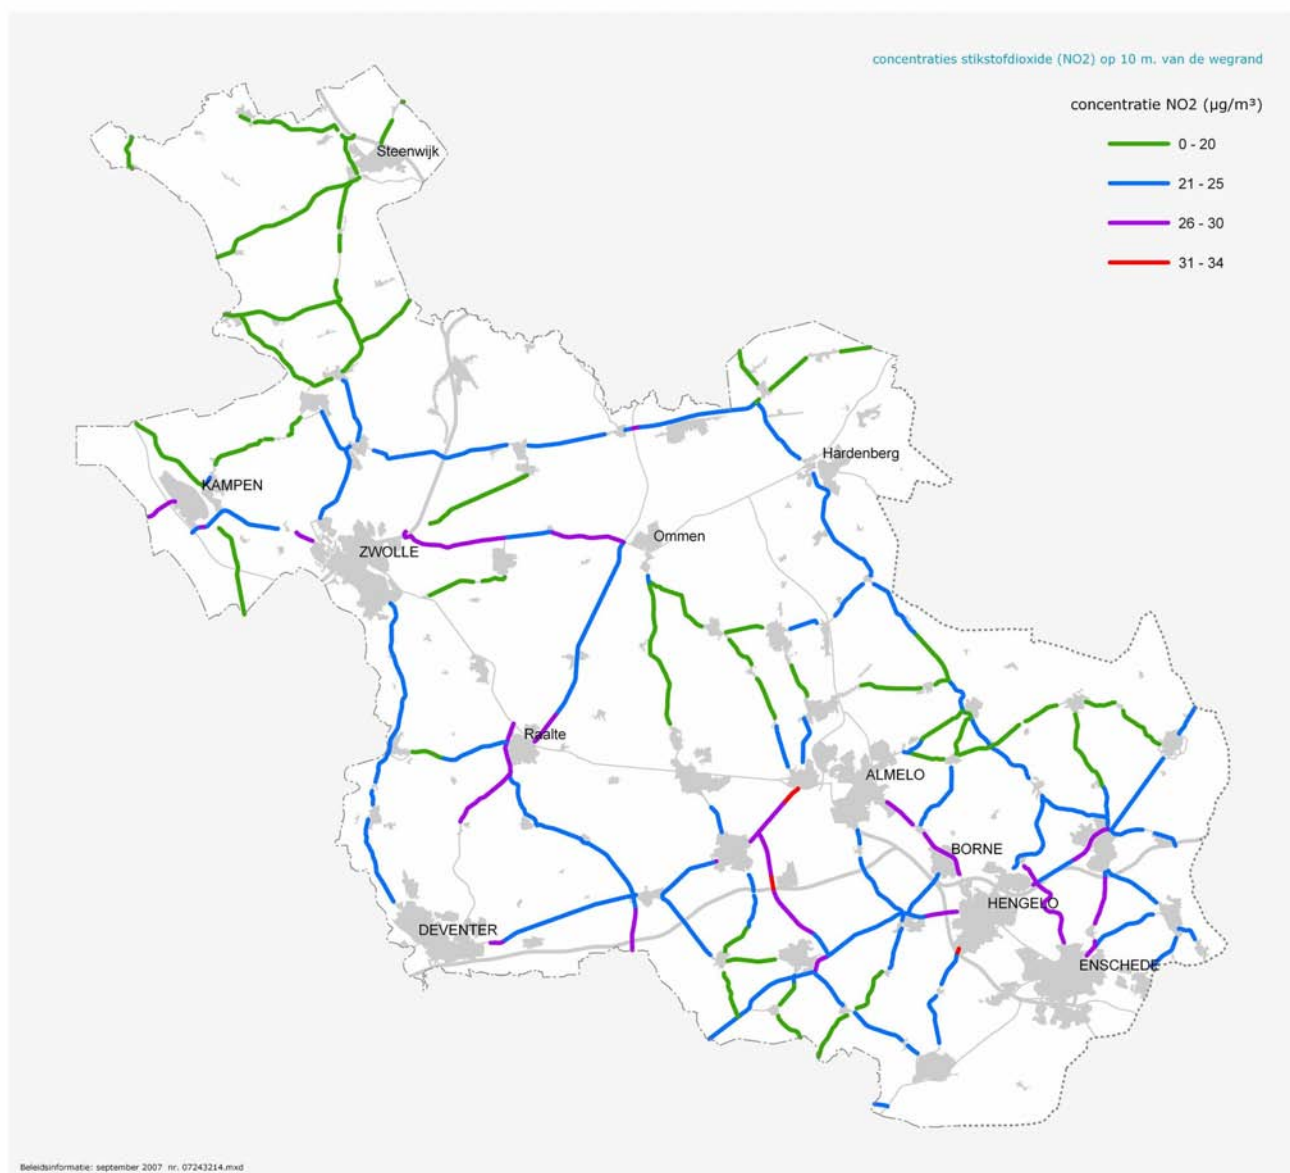 concentraties stikstofdioxide (NO2) op 10 m. van de wegrand
concentratie NO2 (µg/m³)
0 - 20
21 - 25
26 - 30
31 - 34
Steenwijk
Hardenberg
KAMPEN
Ommen
ZWOLLE
Raalte
ALMELO
BORNE
HENGELO
DEVENTER
ENSCHEDE
Beleidsinformatie: september 2007 nr. 07243214.mxd